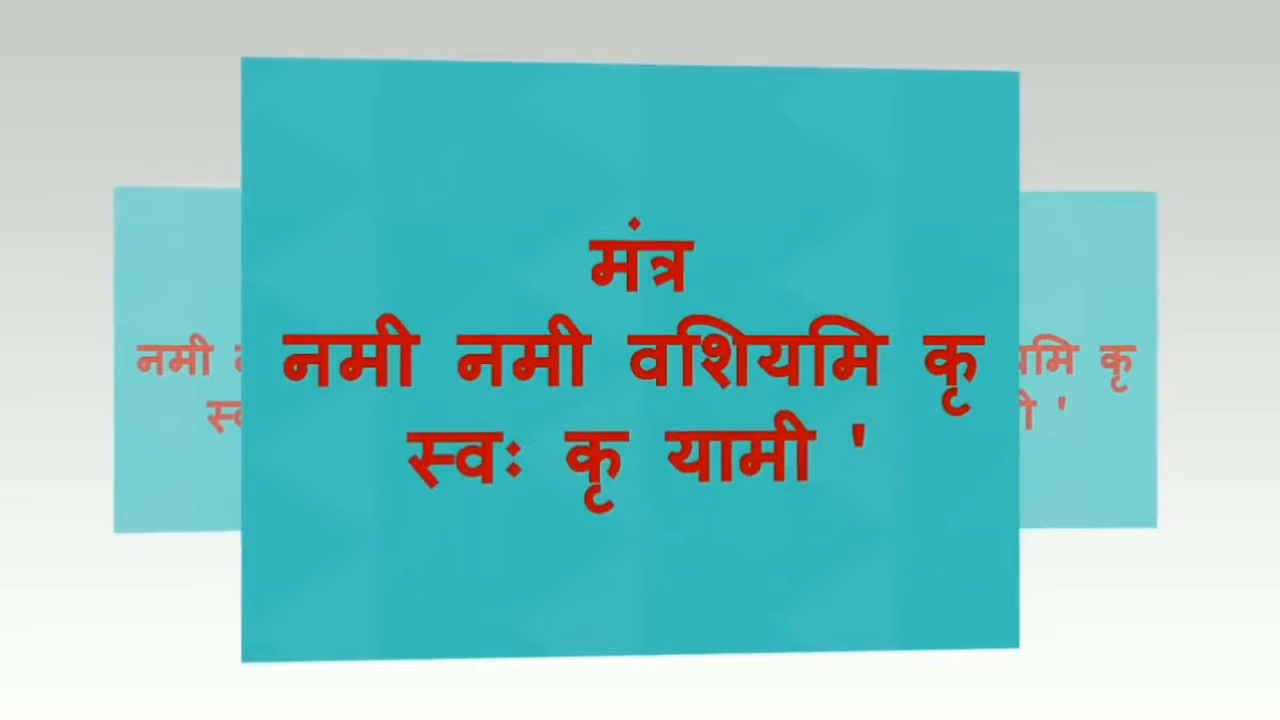 मंत्र
नमी नमी वशियमि कृ
स्वः कृ यामी '